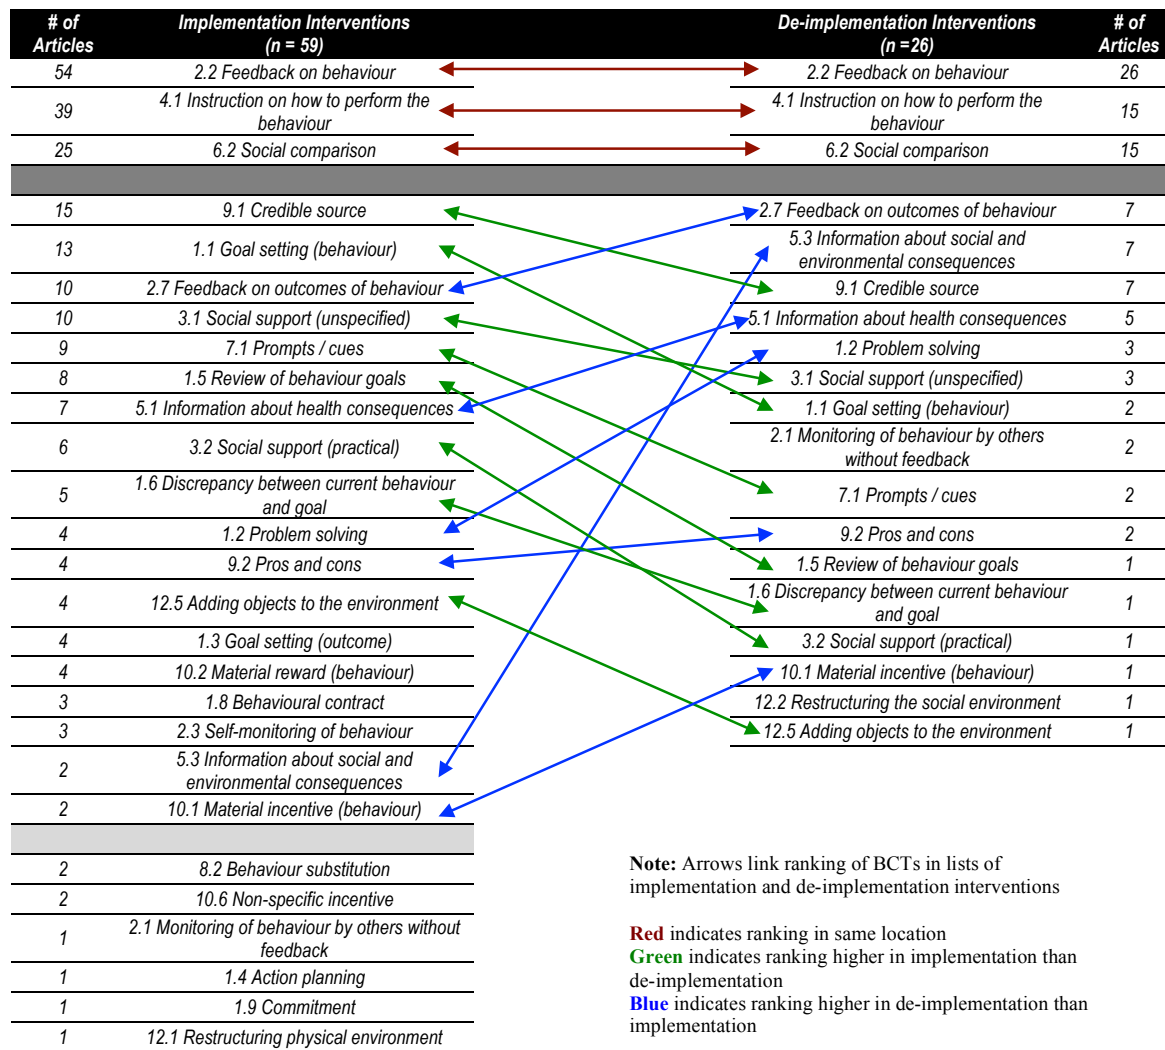 # of Articles Implementation Interventions (n = 59) De-implementation Interventions (n =26) # of Articles
54 2.2 Feedback on behaviour 2.2 Feedback on behaviour 26
39 4.1 Instruction on how to perform the behaviour 4.1 Instruction on how to perform the behaviour 15
25 6.2 Social comparison 6.2 Social comparison 15
15 9.1 Credible source 2.7 Feedback on outcomes of behaviour 7
13 1.1 Goal setting (behaviour) 5.3 Information about social and environmental consequences 7
10 2.7 Feedback on outcomes of behaviour 9.1 Credible source 7
10 3.1 Social support (unspecified) 5.1 Information about health consequences 5
9 7.1 Prompts / cues 1.2 Problem solving 3
8 1.5 Review of behaviour goals 3.1 Social support (unspecified) 3
7 5.1 Information about health consequences 1.1 Goal setting (behaviour) 2
6 3.2 Social support (practical) 2.1 Monitoring of behaviour by others without feedback 2
5 1.6 Discrepancy between current behaviour and goal 7.1 Prompts / cues 2
4 1.2 Problem solving 9.2 Pros and cons 2
4 9.2 Pros and cons 1.5 Review of behaviour goals 1
4 12.5 Adding objects to the environment 1.6 Discrepancy between current behaviour and goal 1
4 1.3 Goal setting (outcome) 3.2 Social support (practical) 1
4 10.2 Material reward (behaviour) 10.1 Material incentive (behaviour) 1
3 1.8 Behavioural contract 12.2 Restructuring the social environment 1
3 2.3 Self-monitoring of behaviour 12.5 Adding objects to the environment 1
2 5.3 Information about social and environmental consequences
2 10.1 Material incentive (behaviour)
2 8.2 Behaviour substitution
2 10.6 Non-specific incentive
1 2.1 Monitoring of behaviour by others without feedback
1 1.4 Action planning
1 1.9 Commitment
1 12.1 Restructuring physical environment
Note: Arrows link ranking of BCTs in lists of
implementation and de-implementation interventions
Red indicates ranking in same location
Green indicates ranking higher in implementation than
de-implementation
Blue indicates ranking higher in de-implementation than
implementation